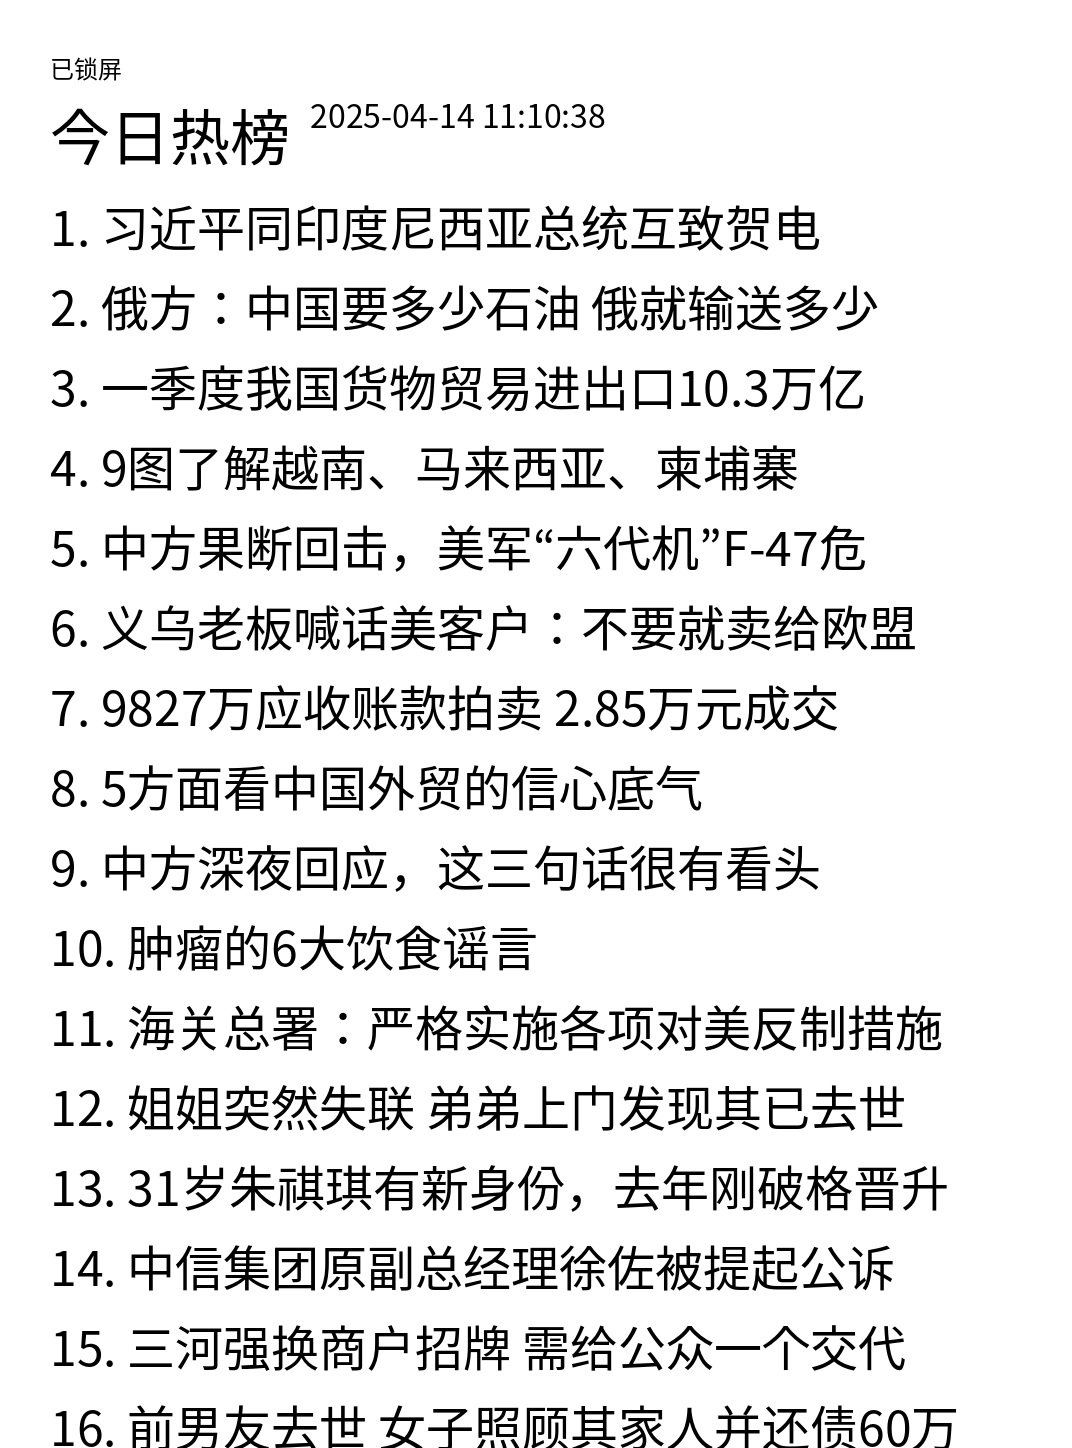 已锁屏
今日热榜 2025-04-14 11:10:38
1. 习近平同印度尼西亚总统互致贺电
2. 俄方：中国要多少石油 俄就输送多少
3. 一季度我国货物贸易进出口10.3万亿
4. 9图了解越南、马来西亚、柬埔寨
5. 中方果断回击，美军“六代机”F-47危
6. 义乌老板喊话美客户：不要就卖给欧盟
7. 9827万应收账款拍卖 2.85万元成交
8. 5方面看中国外贸的信心底气
9. 中方深夜回应，这三句话很有看头
10. 肿瘤的6大饮食谣言
11. 海关总署：严格实施各项对美反制措施
12. 姐姐突然失联 弟弟上门发现其已去世
13. 31岁朱祺琪有新身份，去年刚破格晋升
14. 中信集团原副总经理徐佐被提起公诉
15. 三河强换商户招牌 需给公众一个交代
16. 前男友去世 女子照顾其家人并还债60万